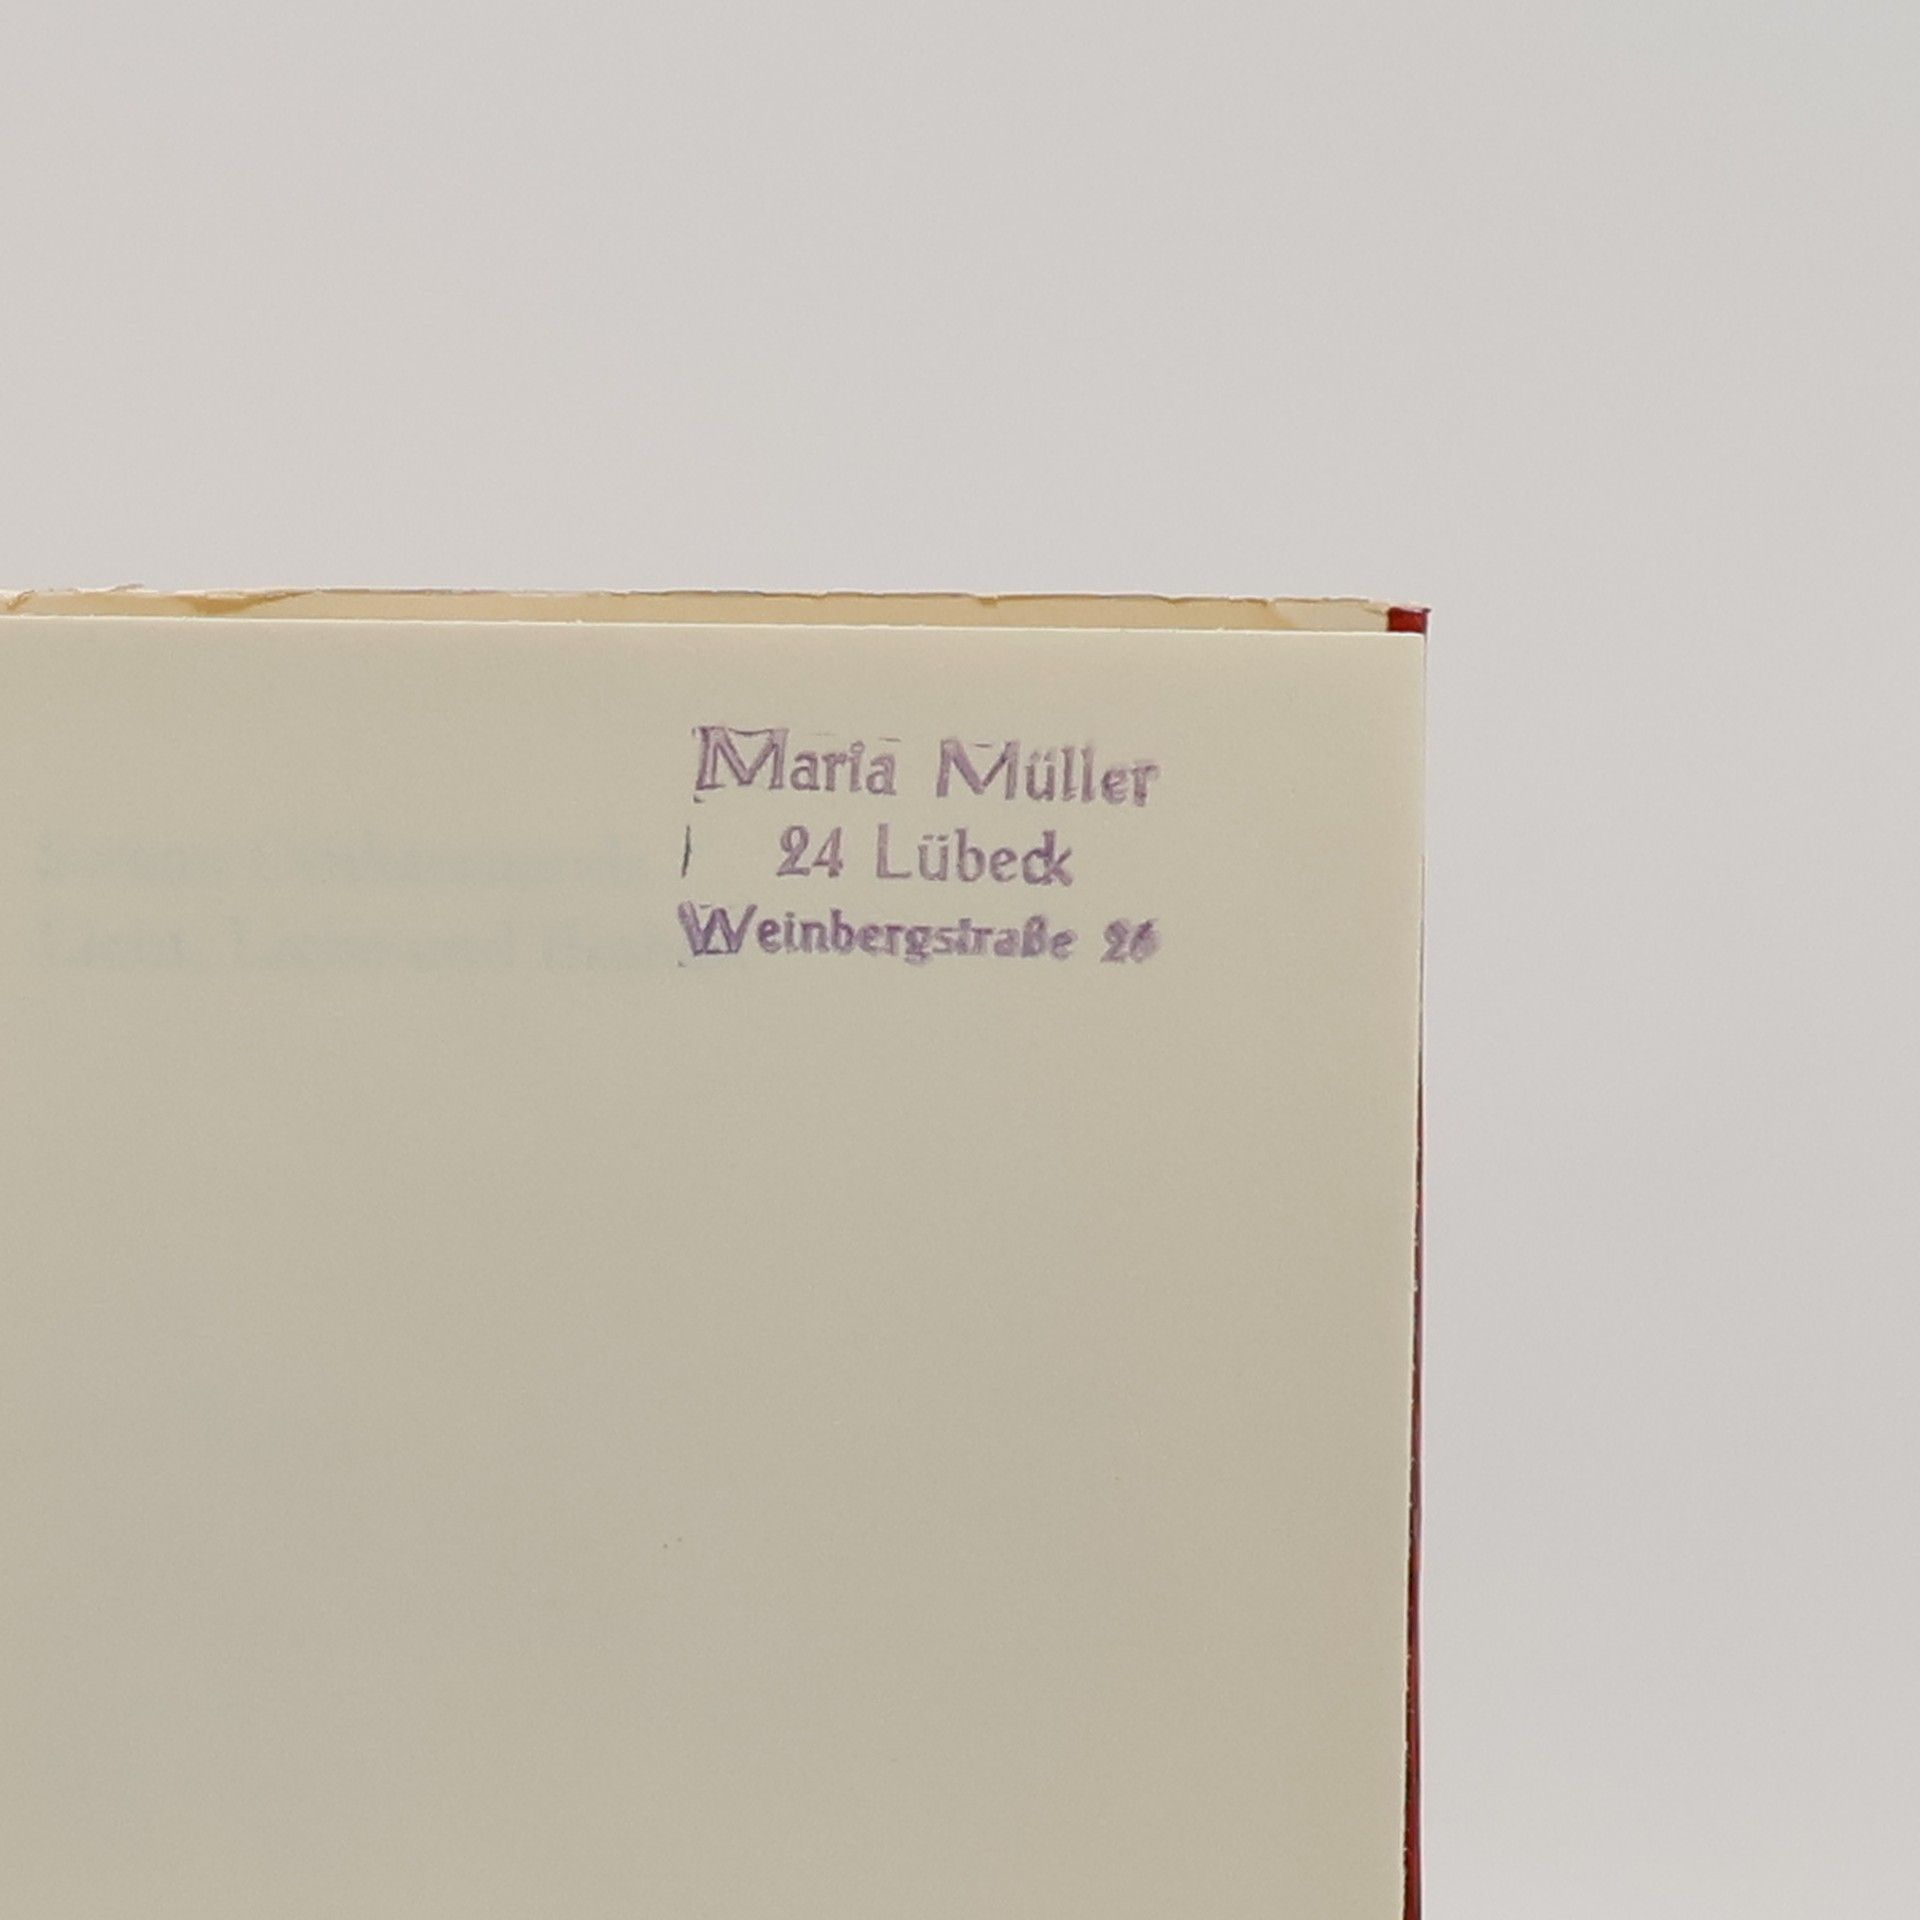 Maria Müller
24 Lübeck
Weinbergstraße 26